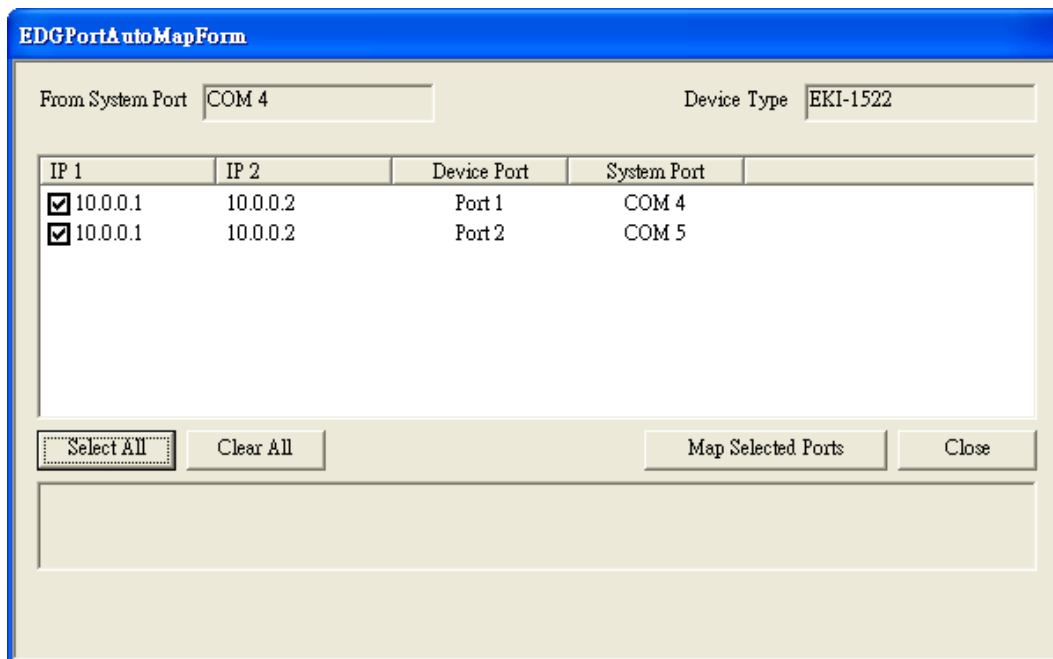 EDGPortAutoMapForm
From System Port COM 4 Device Type EKI-1522
IP 1 IP 2 Device Port System Port
10.0.0.1 10.0.0.2 Port 1 COM 4
10.0.0.1 10.0.0.2 Port 2 COM 5
Select All Clear All Map Selected Ports Close